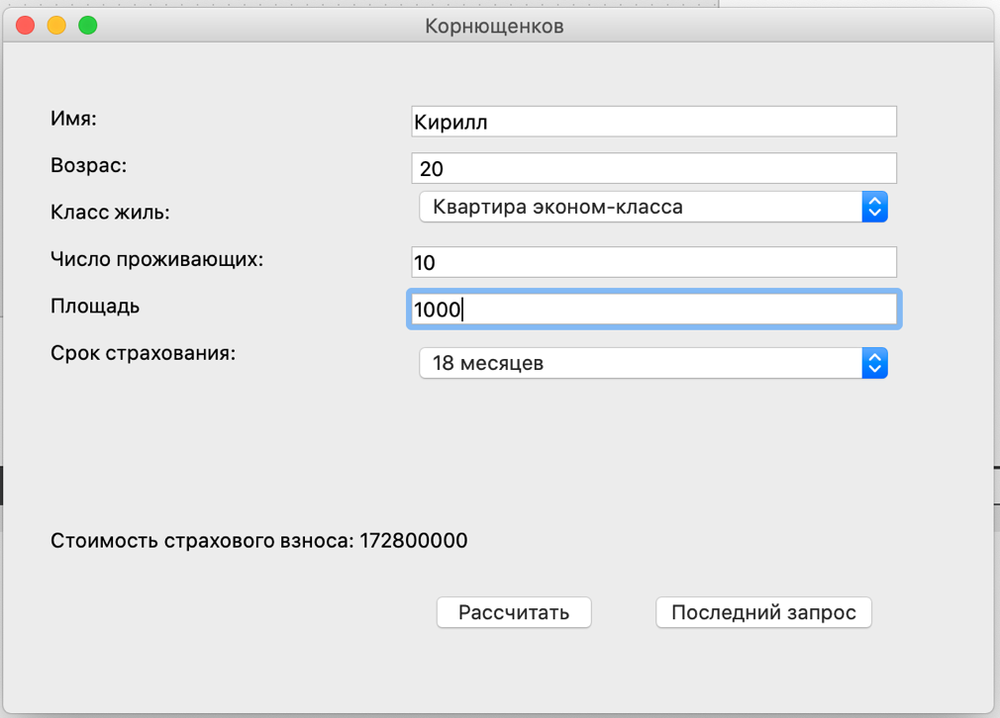 Корнющенков
Имя: Кирилл
Возрас: 20
Класс жиль: Квартира эконом-класса
Число проживающих: 10
Площадь 1000
Срок страхования: 18 месяцев
Стоимость страхового взноса: 172800000
Рассчитать Последний запрос